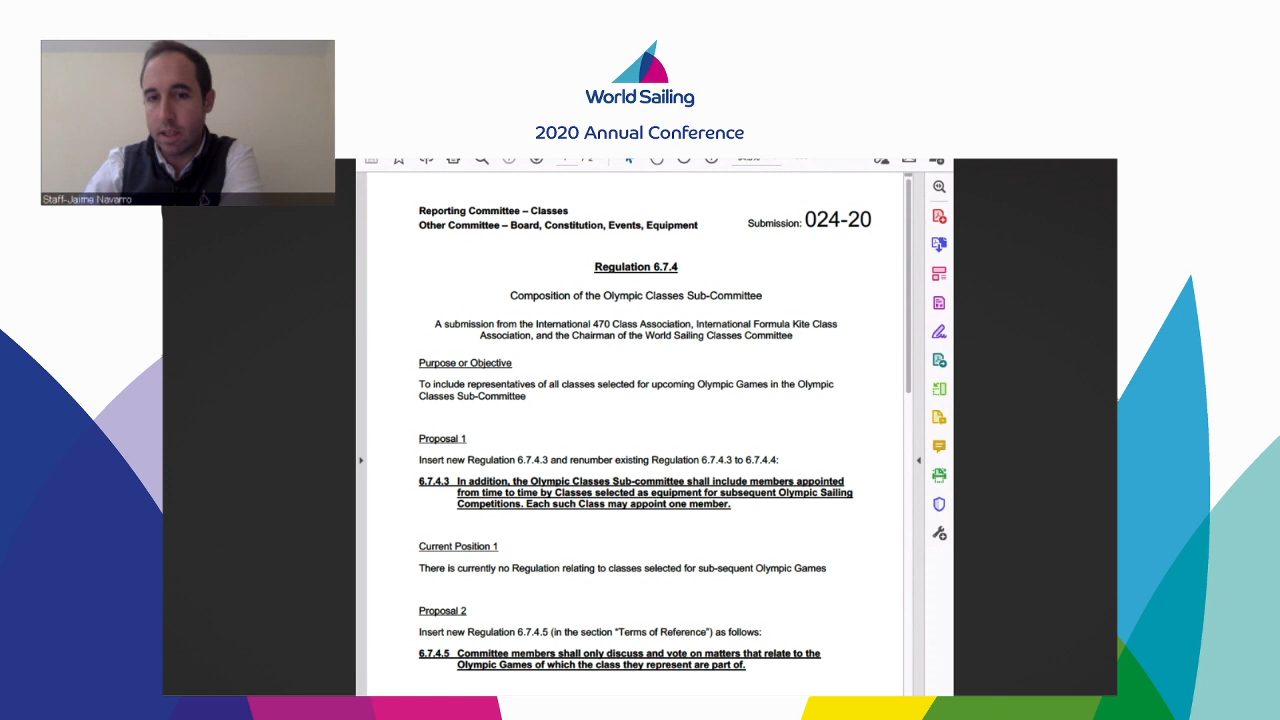 World Sailing
2020 Annual Conference
Staff-Jaime Navarro
Reporting Committee – Classes
Other Committee – Board, Constitution, Events, Equipment
Submission: 024-20
Regulation 6.7.4
Composition of the Olympic Classes Sub-Committee
A submission from the International 470 Class Association, International Formula Kite Class
Association, and the Chairman of the World Sailing Classes Committee
Purpose or Objective
To include representatives of all classes selected for upcoming Olympic Games in the Olympic
Classes Sub-Committee
Proposal 1
Insert new Regulation 6.7.4.3 and renumber existing Regulation 6.7.4.3 to 6.7.4.4:
6.7.4.3 In addition, the Olympic Classes Sub-committee shall include members appointed
from time to time by Classes selected as equipment for subsequent Olympic Sailing
Competitions. Each such Class may appoint one member.
Current Position 1
There is currently no Regulation relating to classes selected for sub-sequent Olympic Games
Proposal 2
Insert new Regulation 6.7.4.5 (in the section “Terms of Reference”) as follows:
6.7.4.5 Committee members shall only discuss and vote on matters that relate to the
Olympic Games of which the class they represent are part of.